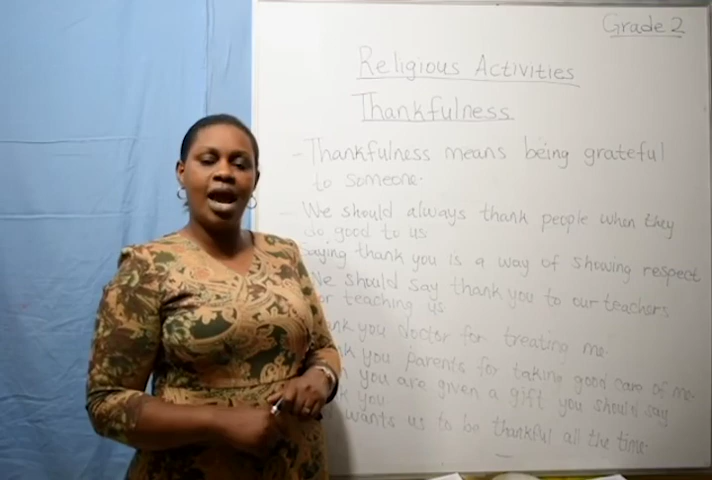 Grade 2
Religious Activities
Thankfulness
- Thankfulness means being grateful
to someone.
- We should always thank people when they
do good to us
Saying thank you is a way of showing respect
We should say thank you to our teachers
for teaching us
you doctor for treating me.
you parents for taking good care of me.
you are given a gift you should say
you
wants us to be thankful all the time.